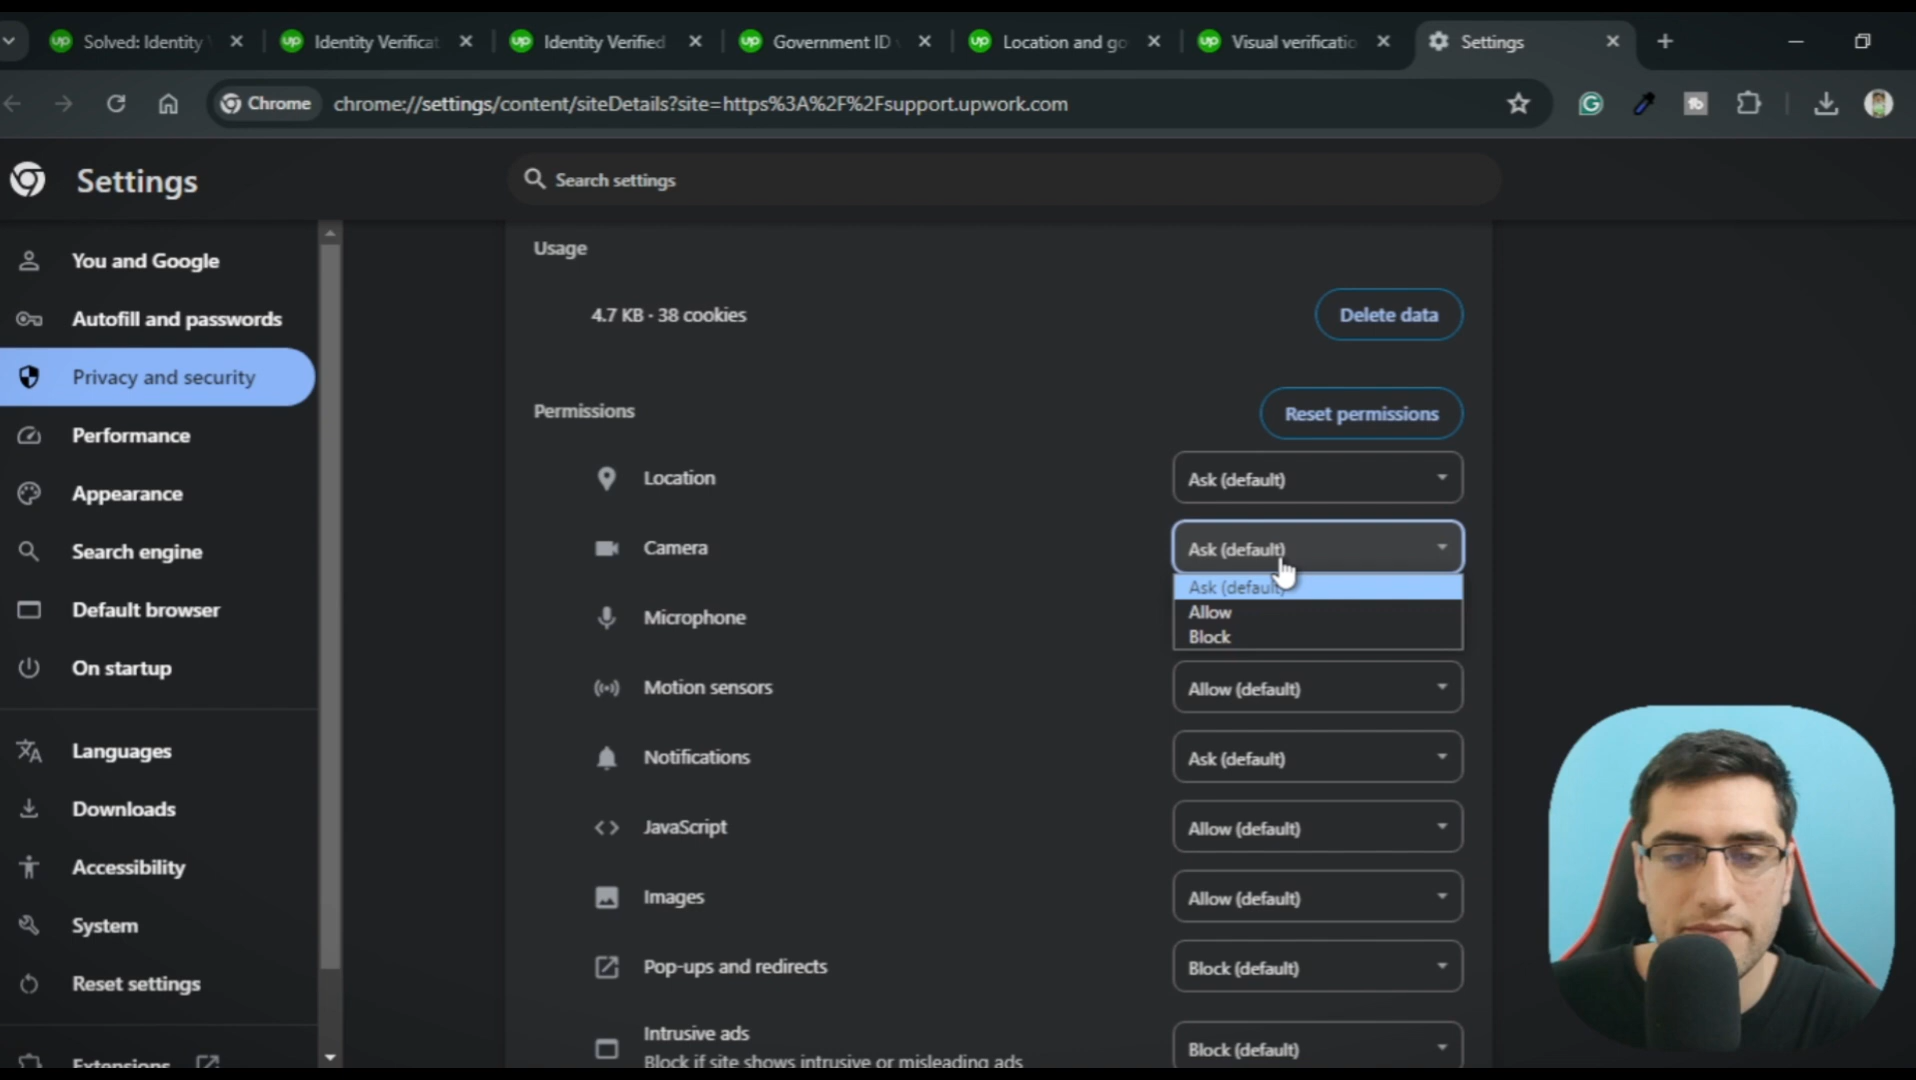 Solved: Identity
Identity Verificat
Identity Verified
Government ID
Location and go
Visual verificatio
Settings
Chrome
chrome://settings/content/siteDetails?site=https%3A%2F%2Fsupport.upwork.com
Settings
Search settings
You and Google
Autofill and passwords
Privacy and security
Performance
Appearance
Search engine
Default browser
On startup
Languages
Downloads
Accessibility
System
Reset settings
Extensions
Usage
4.7 KB · 38 cookies
Delete data
Permissions
Reset permissions
Location
Ask (default)
Camera
Ask (default)
Ask (default)
Allow
Block
Microphone
Motion sensors
Allow (default)
Notifications
Ask (default)
JavaScript
Allow (default)
Images
Allow (default)
Pop-ups and redirects
Block (default)
Intrusive ads
Block if site shows intrusive or misleading ads
Block (default)